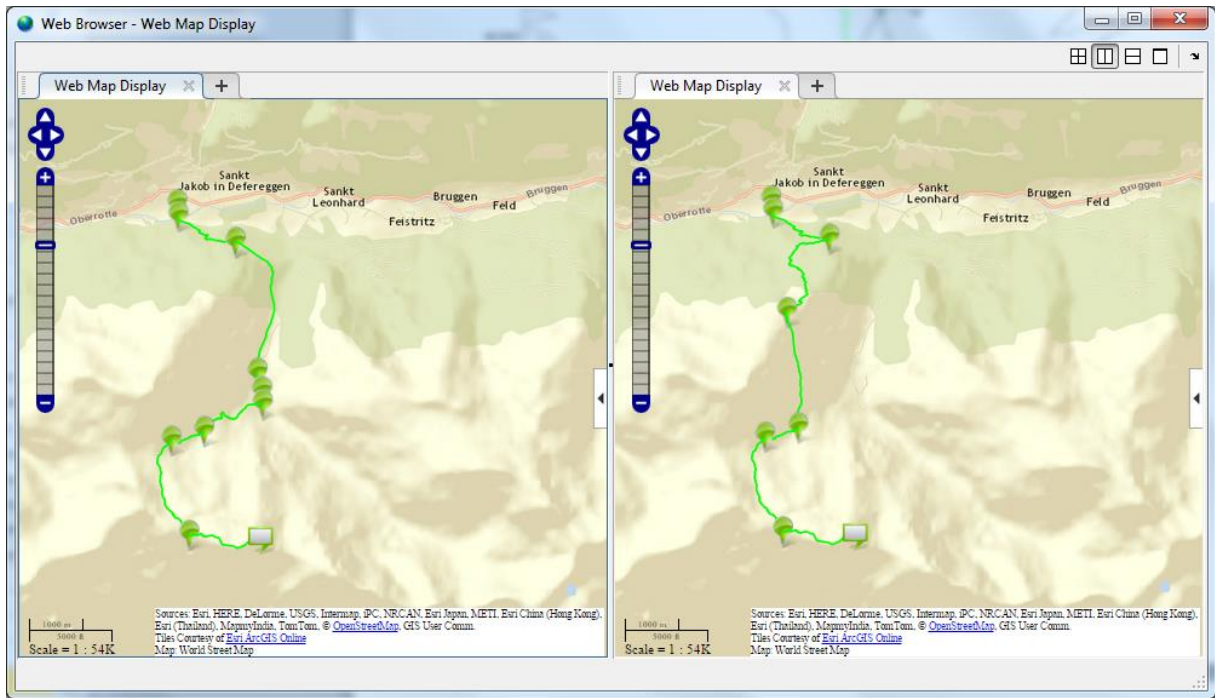 Web Browser - Web Map Display
Web Map Display
Sankt
Jakob in Defereggen
Sankt
Leonhard
Bruggen
Bruggen
Feld
Feistritz
Oberrotte
1000 m
5000 ft
Scale = 1 : 54K
Sources: Esri, HERE, DeLorme, USGS, Intermap, iPC, NRCAN, Esri Japan, METI, Esri China (Hong Kong),
Esri (Thailand), MapmyIndia, TomTom, © OpenStreetMap, GIS User Comm.
Tiles Courtesy of Esri ArcGIS Online
Map: World Street Map
Web Map Display
Sankt
Jakob in Defereggen
Sankt
Leonhard
Bruggen
Bruggen
Feld
Feistritz
Oberrotte
1000 m
5000 ft
Scale = 1 : 54K
Sources: Esri, HERE, DeLorme, USGS, Intermap, iPC, NRCAN, Esri Japan, METI, Esri China (Hong Kong),
Esri (Thailand), MapmyIndia, TomTom, © OpenStreetMap, GIS User Comm.
Tiles Courtesy of Esri ArcGIS Online
Map: World Street Map